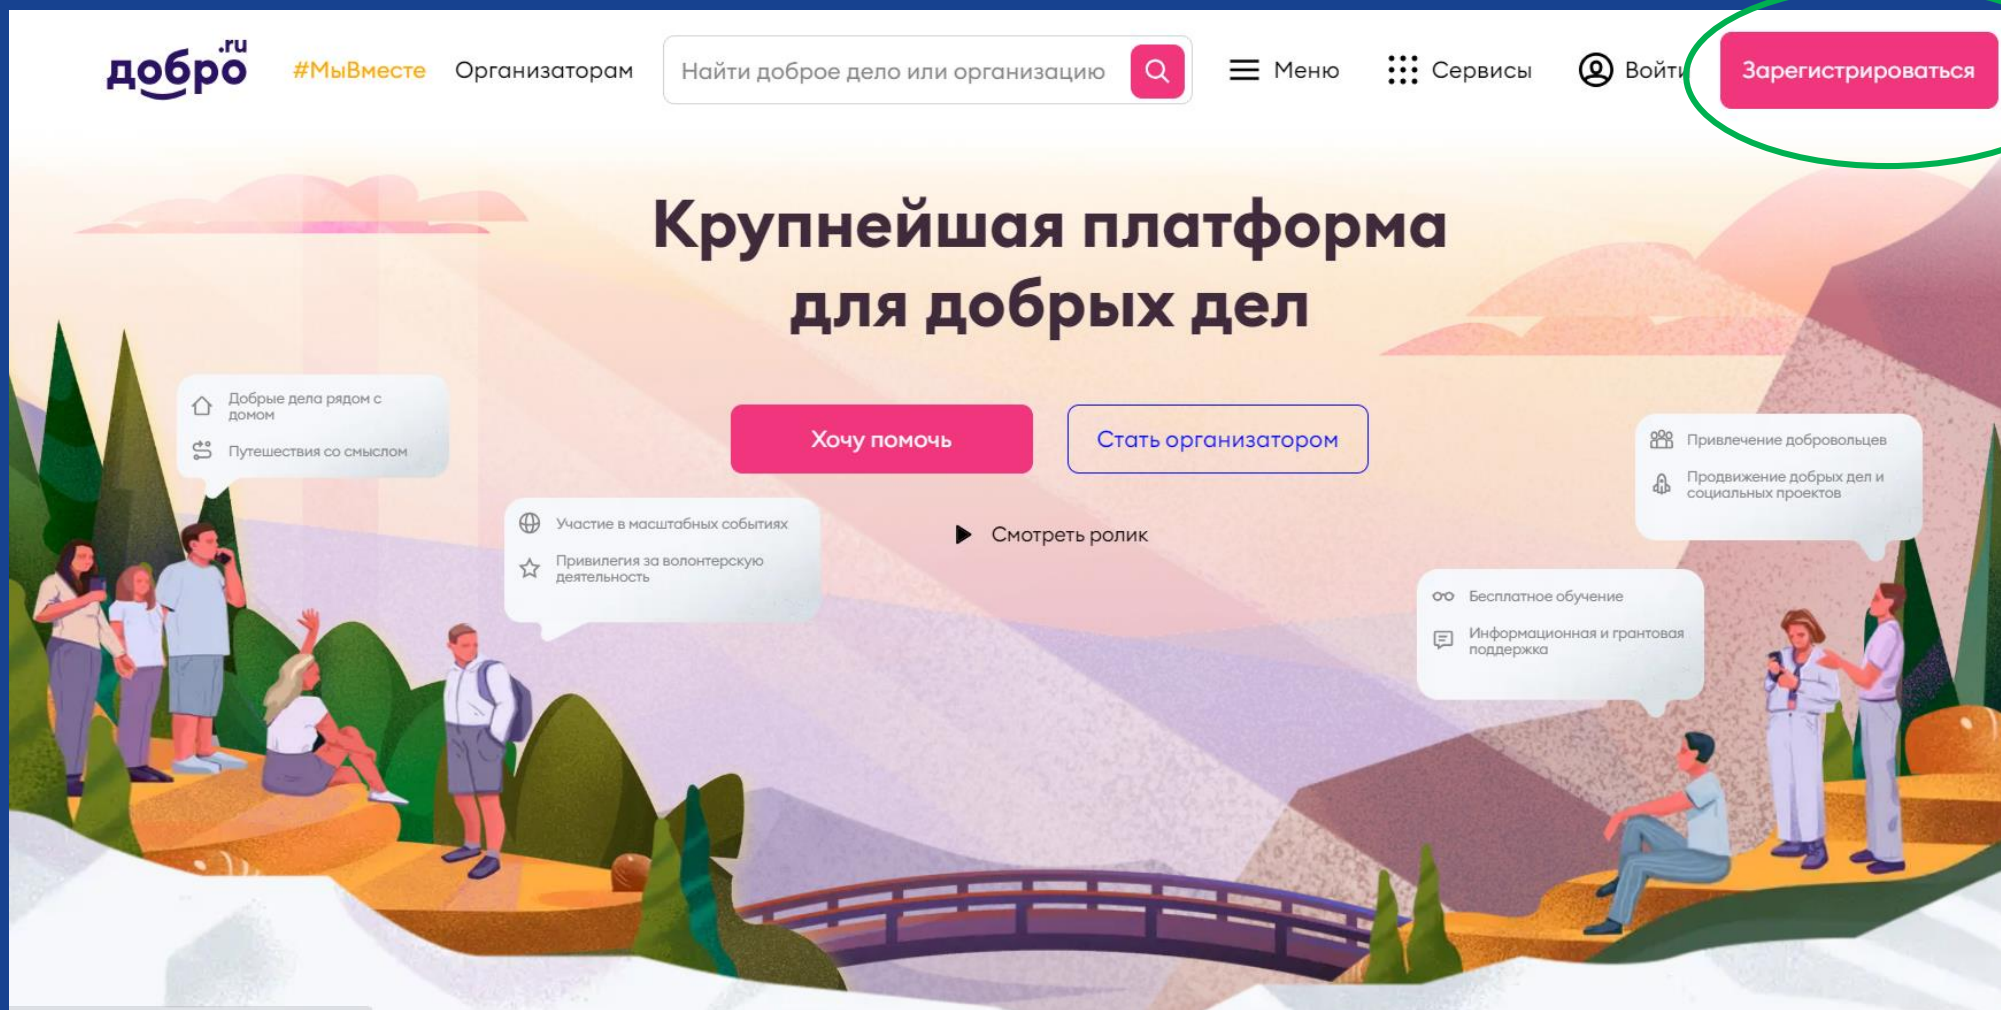 добро.ru
#МыВместе
Организаторам
Найти доброе дело или организацию
Меню
Сервисы
Войти
Зарегистрироваться
Крупнейшая платформа
для добрых дел
Добрые дела рядом с
домом
Путешествия со смыслом
Хочу помочь
Стать организатором
Привлечение добровольцев
Продвижение добрых дел и
социальных проектов
Участие в масштабных событиях
Привилегия за волонтерскую
деятельность
Смотреть ролик
Бесплатное обучение
Информационная и грантовая
поддержка